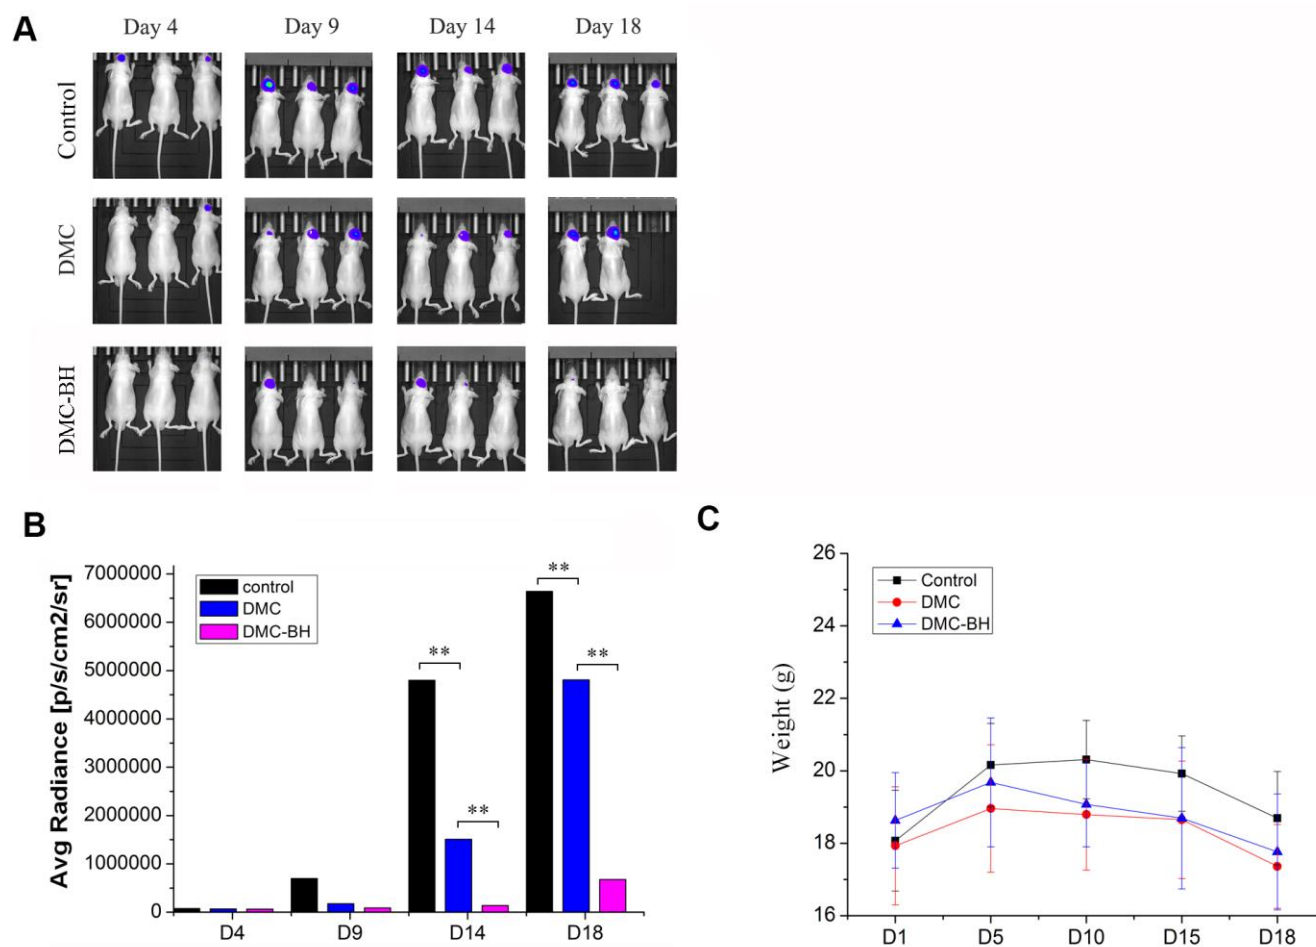 A
Day 4 Day 9 Day 14 Day 18
Control
DMC
DMC-BH
B
Avg Radiance [p/s/cm2/sr]
7000000
6000000
5000000
4000000
3000000
2000000
1000000
0
control
DMC
DMC-BH
**
**
**
**
D4 D9 D14 D18
C
Weight (g)
26
24
22
20
18
16
Control
DMC
DMC-BH
D1 D5 D10 D15 D18